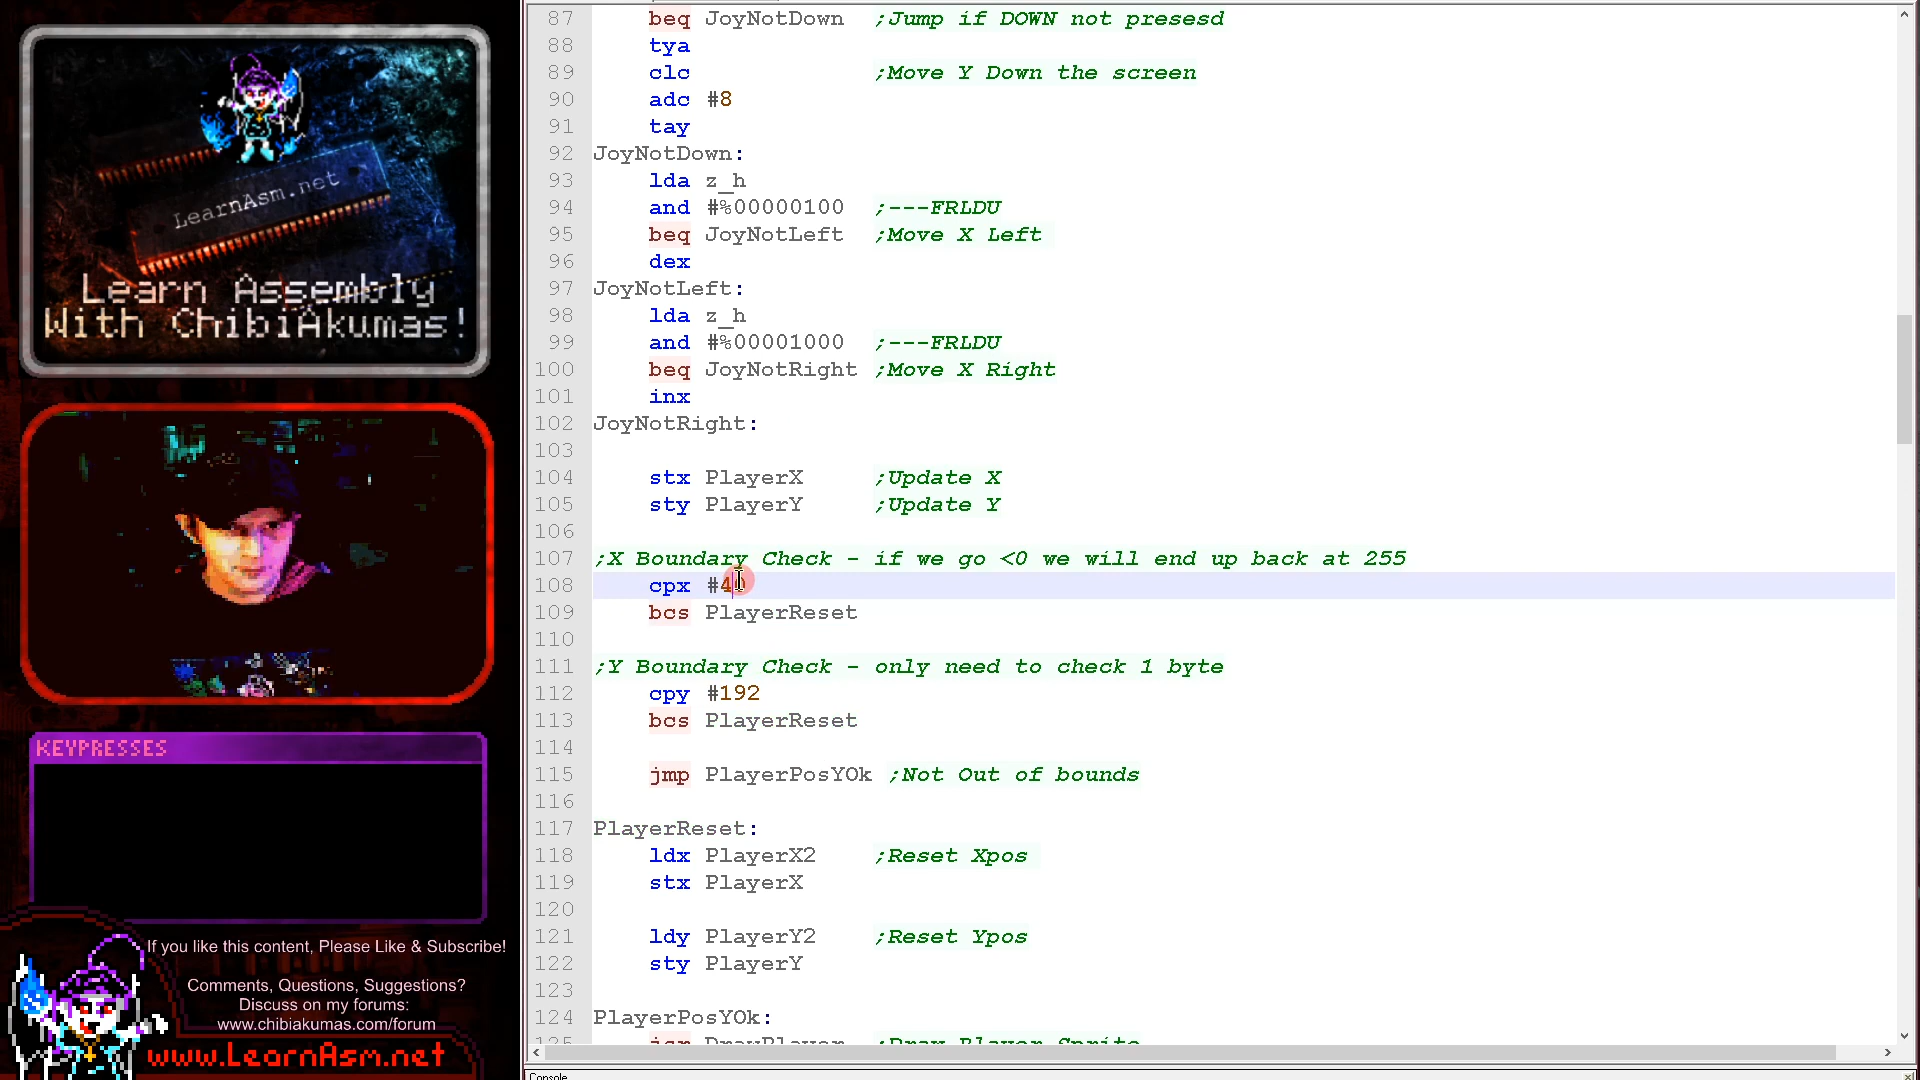 LearnAsm.net
Learn Assembly
With ChibiAkumas!
KEYPRESSES
If you like this content, Please Like & Subscribe!
Comments, Questions, Suggestions?
Discuss on my forums:
www.chibiakumas.com/forum
www.LearnAsm.net
87 beq JoyNotDown ;Jump if DOWN not presesd
88 tya
89 clc ;Move Y Down the screen
90 adc #8
91 tay
92 JoyNotDown:
93 lda z_h
94 and #%00000100 ;---FRLDU
95 beq JoyNotLeft ;Move X Left
96 dex
97 JoyNotLeft:
98 lda z_h
99 and #%00001000 ;---FRLDU
100 beq JoyNotRight ;Move X Right
101 inx
102 JoyNotRight:
103
104 stx PlayerX ;Update X
105 sty PlayerY ;Update Y
106
107 ;X Boundary Check - if we go <0 we will end up back at 255
108 cpx #40
109 bcs PlayerReset
110
111 ;Y Boundary Check - only need to check 1 byte
112 cpy #192
113 bcs PlayerReset
114
115 jmp PlayerPosYOk ;Not Out of bounds
116
117 PlayerReset:
118 ldx PlayerX2 ;Reset Xpos
119 stx PlayerX
120
121 ldy PlayerY2 ;Reset Ypos
122 sty PlayerY
123
124 PlayerPosYOk:
125 jsr DrawPlayer ;Draw Player Sprite
Console